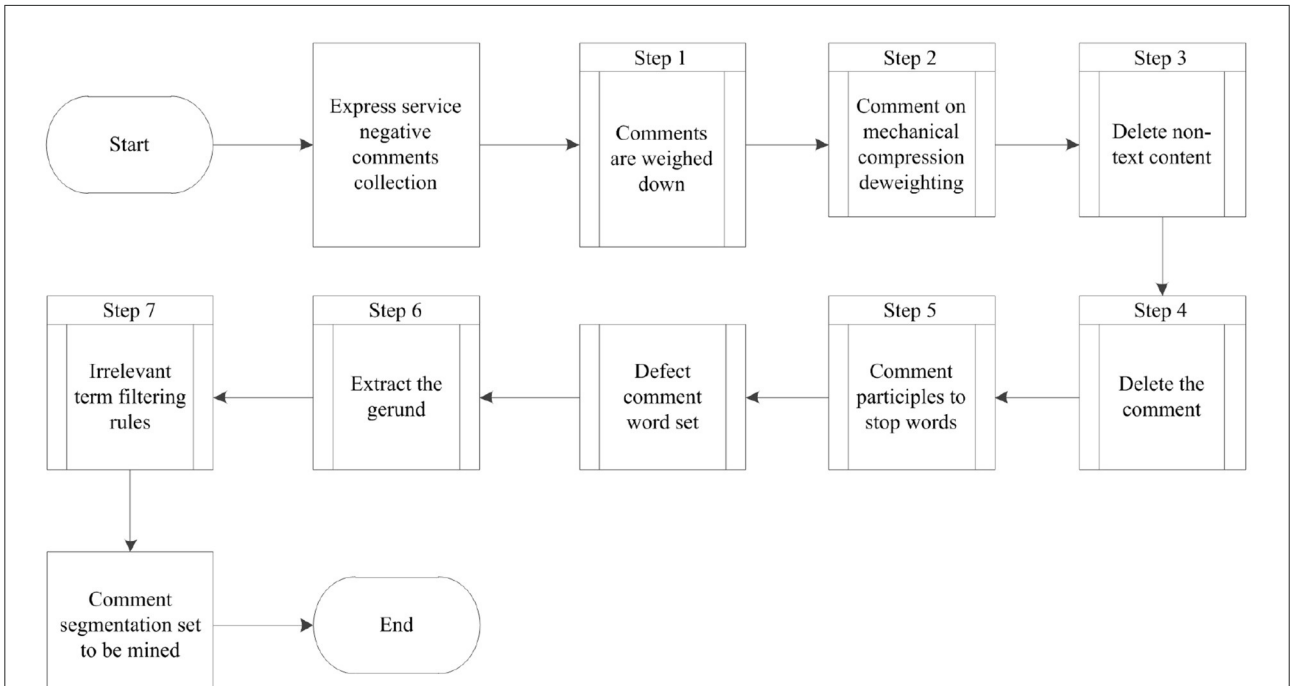 Start
Express service
negative
comments
collection
Step 1
Comments
are weighed
down
Step 2
Comment on
mechanical
compression
deweighting
Step 3
Delete non-
text content
Step 4
Delete the
comment
Step 5
Comment
participles to
stop words
Defect
comment
word set
Step 6
Extract the
gerund
Step 7
Irrelevant
term filtering
rules
Comment
segmentation set
to be mined
End